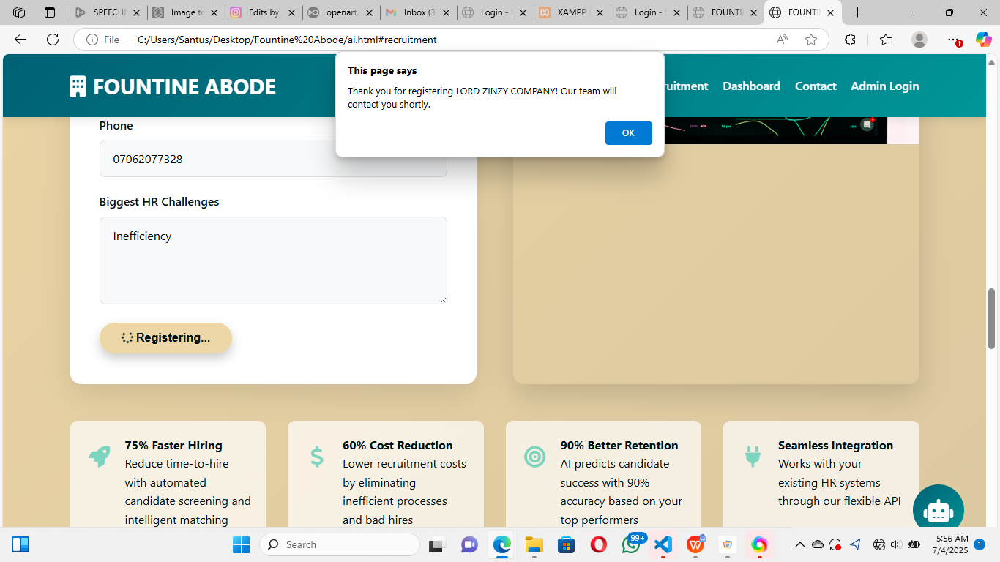 SPEECHM
Image to
Edits by
openart.
Inbox (3
Login -
XAMPP
Login - S
FOUNTI
FOUNTI
File
C:/Users/Santus/Desktop/Fountine%20Abode/ai.html#recruitment
FOUNTINE ABODE
ruitment
Dashboard
Contact
Admin Login
This page says
Thank you for registering LORD ZINZY COMPANY! Our team will
contact you shortly.
OK
Phone
07062077328
Biggest HR Challenges
Inefficiency
Registering...
75% Faster Hiring
Reduce time-to-hire
with automated
candidate screening and
intelligent matching
60% Cost Reduction
Lower recruitment costs
by eliminating
inefficient processes
and bad hires
90% Better Retention
AI predicts candidate
success with 90%
accuracy based on your
top performers
Seamless Integration
Works with your
existing HR systems
through our flexible API
Search
99+
5:56 AM
7/4/2025
1